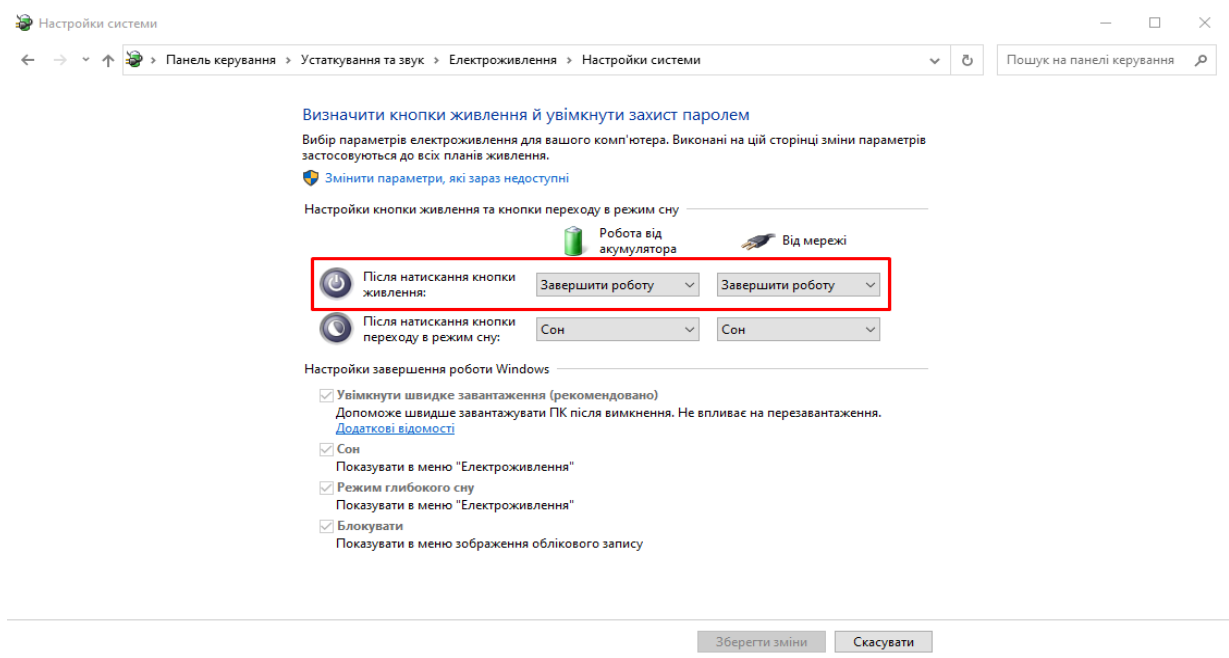 Настройки системи
Панель керування › Устаткування та звук › Електроживлення › Настройки системи
Пошук на панелі керування
Визначити кнопки живлення й увімкнути захист паролем
Вибір параметрів електроживлення для вашого комп'ютера. Виконані на цій сторінці зміни параметрів
застосовуються до всіх планів живлення.
Змінити параметри, які зараз недоступні
Настройки кнопки живлення та кнопки переходу в режим сну
Робота від
акумулятора
Від мережі
Після натискання кнопки
живлення:
Завершити роботу
Завершити роботу
Після натискання кнопки
переходу в режим сну:
Сон
Сон
Настройки завершення роботи Windows
Увімкнути швидке завантаження (рекомендовано)
Допоможе швидше завантажувати ПК після вимкнення. Не впливає на перезавантаження.
Додаткові відомості
Сон
Показувати в меню "Електроживлення"
Режим глибокого сну
Показувати в меню "Електроживлення"
Блокувати
Показувати в меню зображення облікового запису
Зберегти зміни
Скасувати